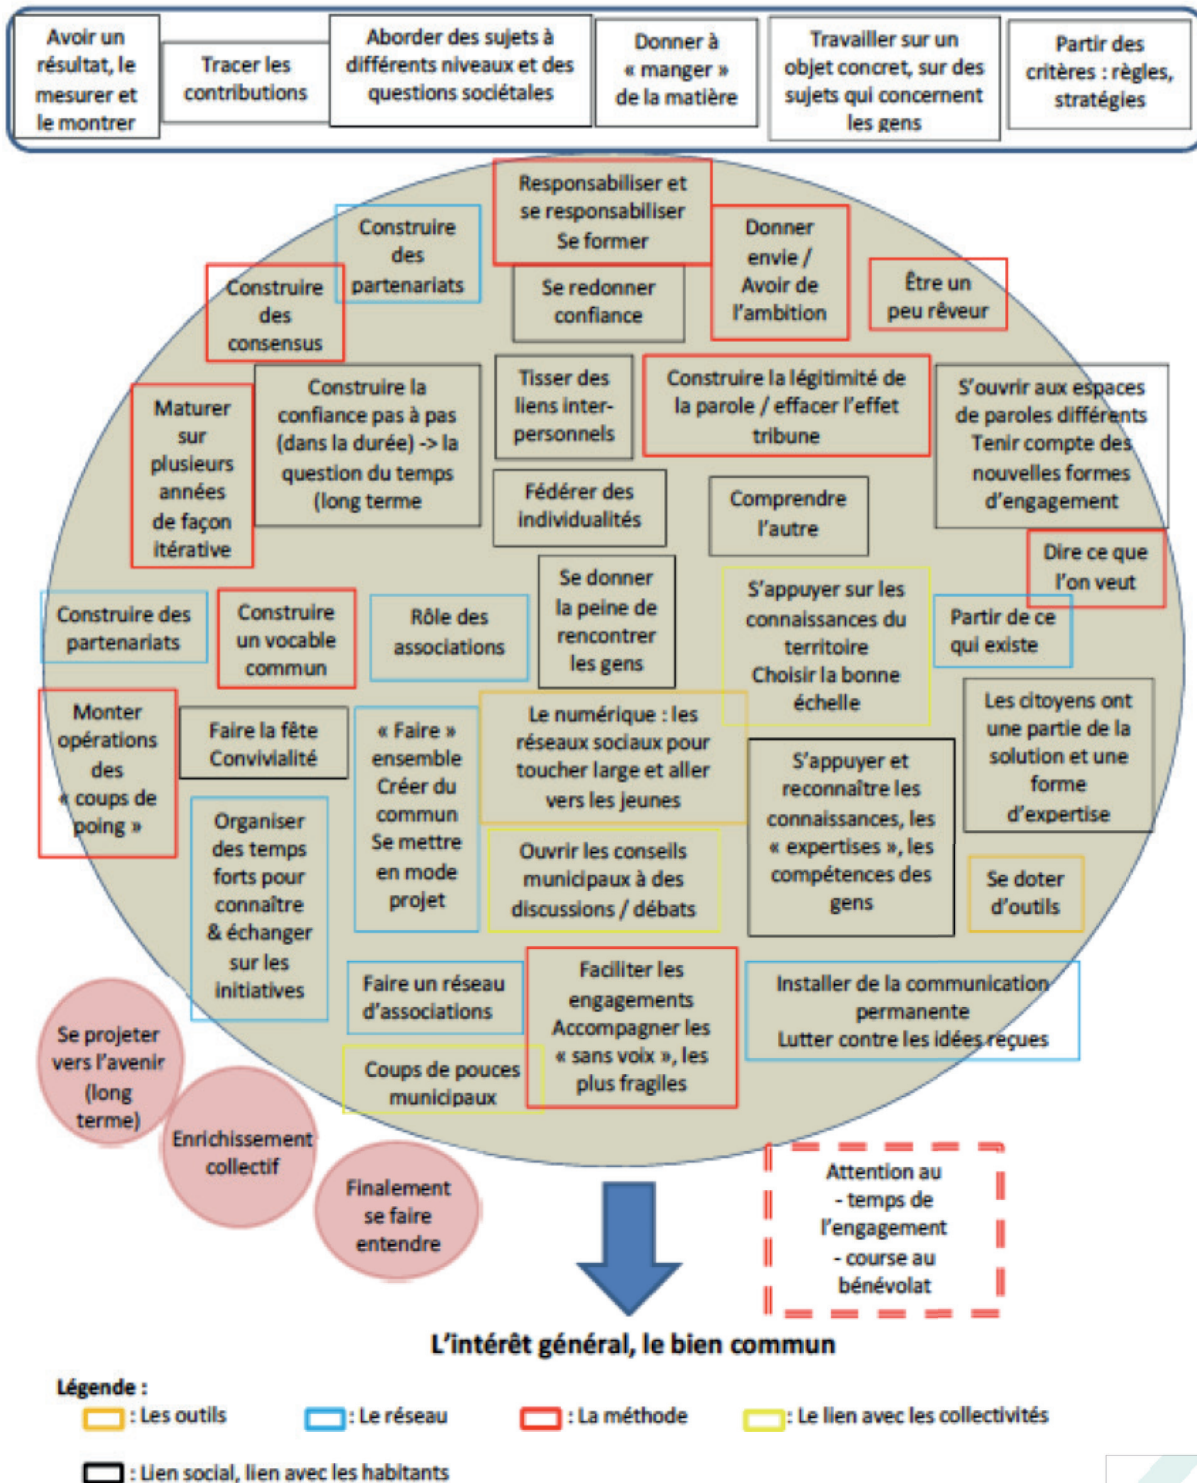 Avoir un
résultat, le
mesurer et
le montrer
Tracer les
contributions
Aborder des sujets à
différents niveaux et des
questions sociétales
Donner à
« manger »
de la matière
Travailler sur un
objet concret, sur des
sujets qui concernent
les gens
Partir des
critères : règles,
stratégies
Responsabiliser et
se responsabiliser
Se former
Construire
des
partenariats
Donner
envie /
Avoir de
l'ambition
Être un
peu rêveur
Construire
des
consensus
Se redonner
confiance
Maturer
sur
plusieurs
années
de façon
itérative
Construire la
confiance pas à pas
(dans la durée) -> la
question du temps
(long terme
Tisser des
liens inter-
personnels
Construire la légitimité de
la parole / effacer l'effet
tribune
S'ouvrir aux espaces
de paroles différents
Tenir compte des
nouvelles formes
d'engagement
Fédérer des
individualités
Comprendre
l'autre
Dire ce que
l'on veut
Construire des
partenariats
Construire
un vocable
commun
Rôle des
associations
Se donner
la peine de
rencontrer
les gens
S'appuyer sur les
connaissances du
territoire
Choisir la bonne
échelle
Partir de ce
qui existe
Monter
opérations
des
« coups de
poing »
Faire la fête
Convivialité
« Faire »
ensemble
Créer du
commun
Se mettre
en mode
projet
Le numérique : les
réseaux sociaux pour
toucher large et aller
vers les jeunes
S'appuyer et
reconnaître les
connaissances, les
« expertises », les
compétences des
gens
Les citoyens ont
une partie de la
solution et une
forme
d'expertise
Organiser
des temps
forts pour
connaître
& échanger
sur les
initiatives
Ouvrir les conseils
municipaux à des
discussions / débats
Se doter
d'outils
Faire un réseau
d'associations
Faciliter les
engagements
Accompagner les
« sans voix », les
plus fragiles
Installer de la communication
permanente
Lutter contre les idées reçues
Coups de pouces
municipaux
Se projeter
vers l'avenir
(long
terme)
Enrichissement
collectif
Finalement
se faire
entendre
Attention au
- temps de
l'engagement
- course au
bénévolat
L'intérêt général, le bien commun
Légende :
: Les outils
: Le réseau
: La méthode
: Le lien avec les collectivités
: Lien social, lien avec les habitants